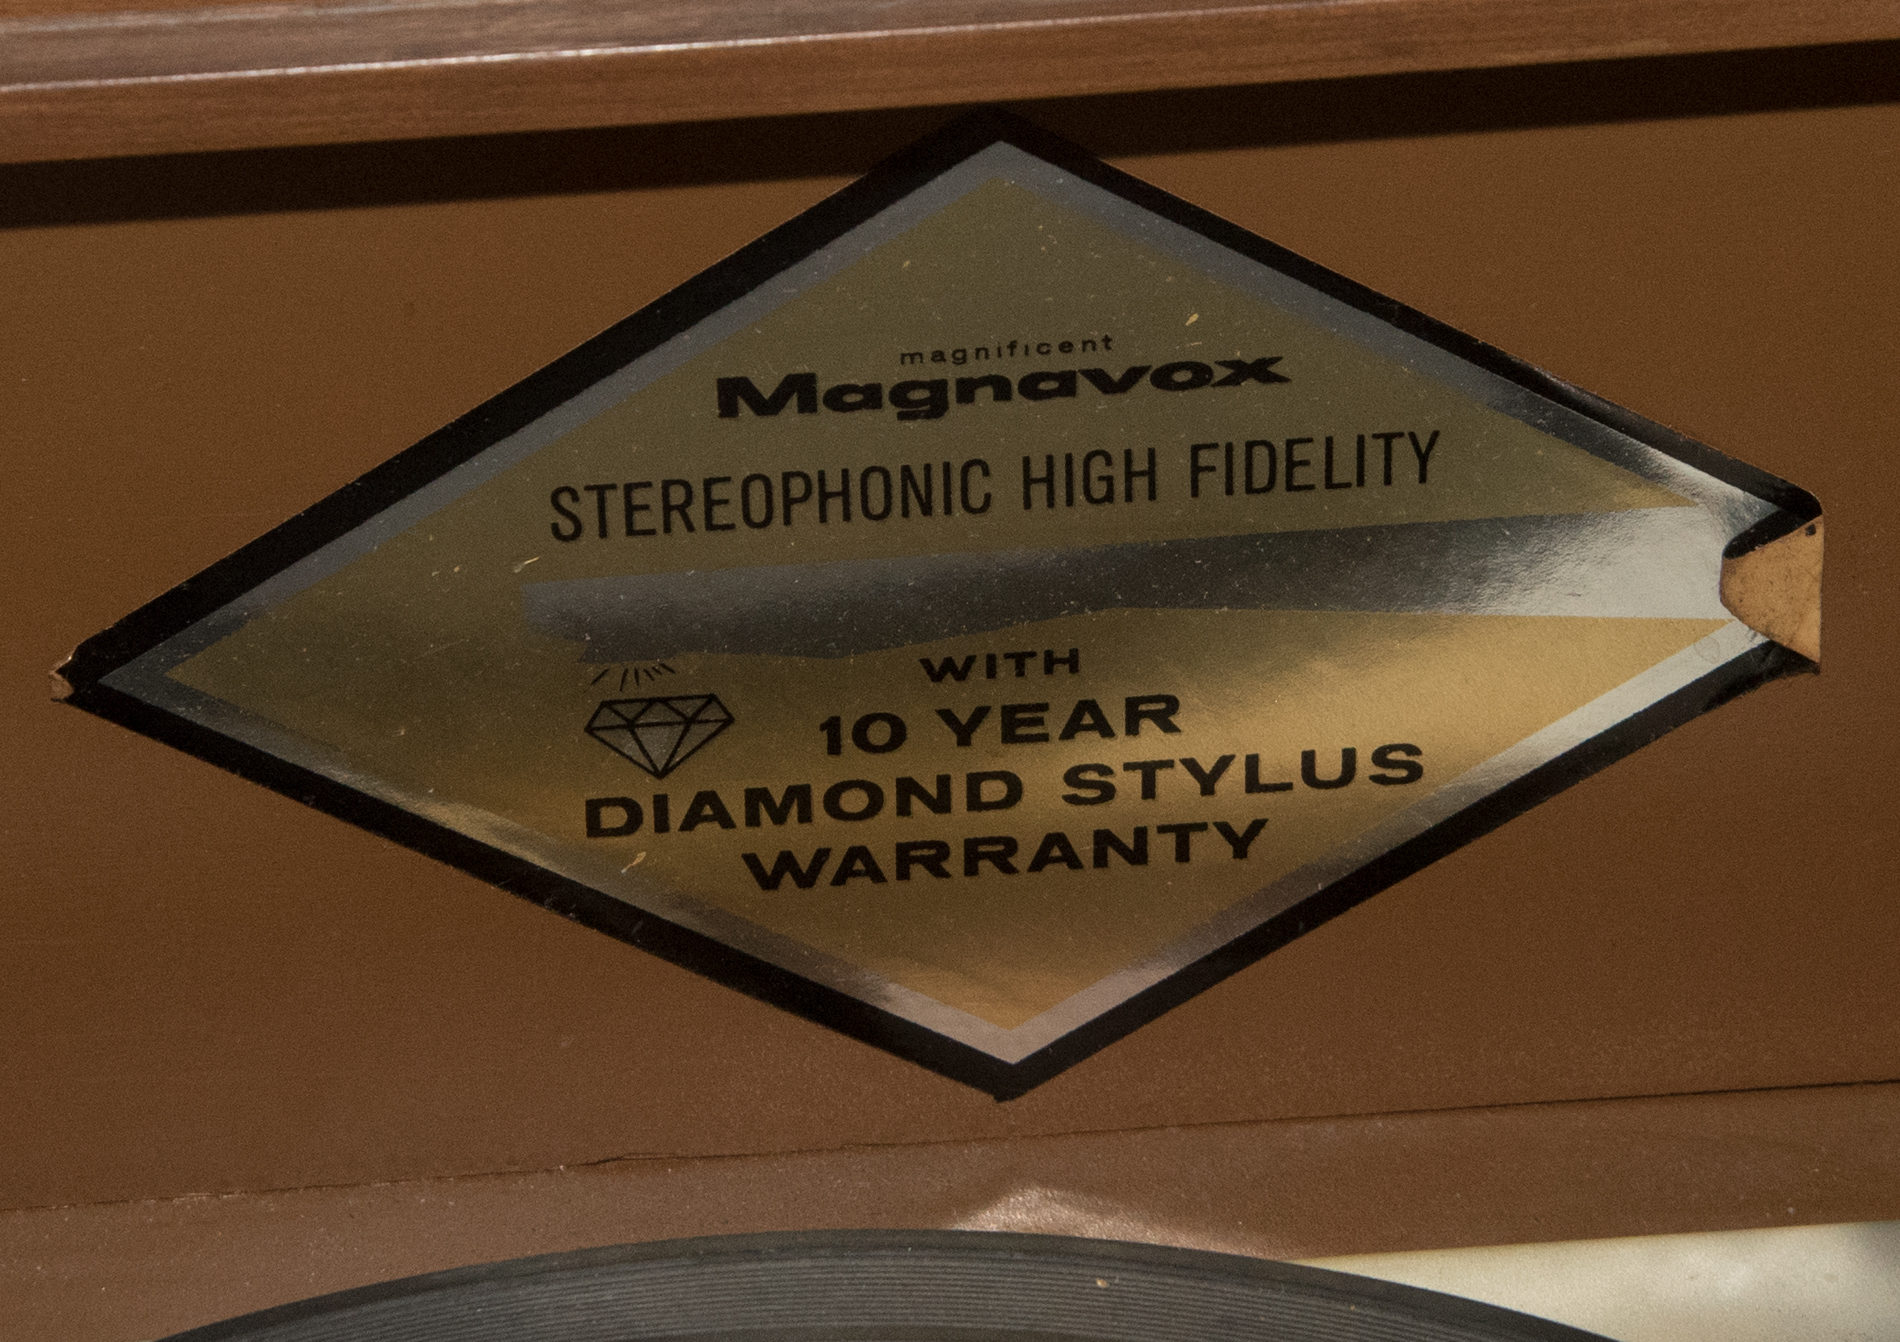 magnificent
Magnavox
STEREOPHONIC HIGH FIDELITY
WITH
10 YEAR
DIAMOND STYLUS
WARRANTY